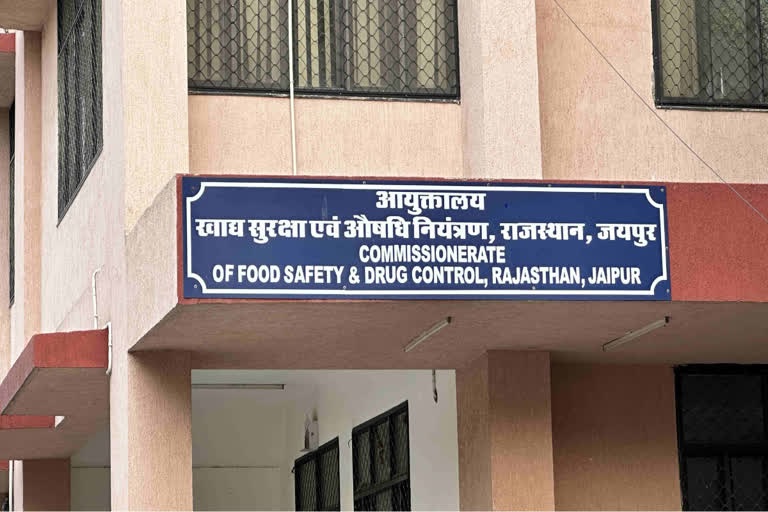 आयुक्तालय
खाद्य सुरक्षा एवं औषधि नियंत्रण, राजस्थान, जयपुर
COMMISSIONERATE
OF FOOD SAFETY & DRUG CONTROL, RAJASTHAN, JAIPUR